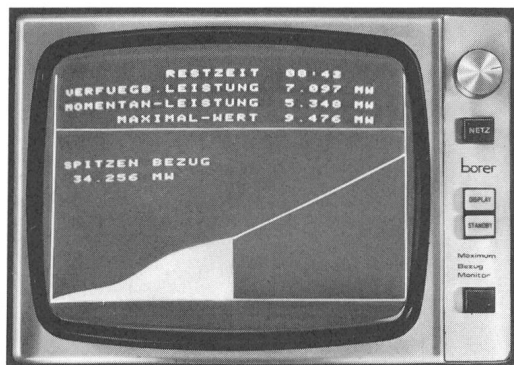 RESTZEIT 08:43
VERFUEGB.LEISTUNG 7.097 MW
MOMENTAN-LEISTUNG 5.348 MW
MAXIMAL-WERT 9.476 MW
SPITZEN BEZUG
34.256 MW
NETZ
borer
DISPLAY
STANDBY
Maximum
Bezug
Monitor